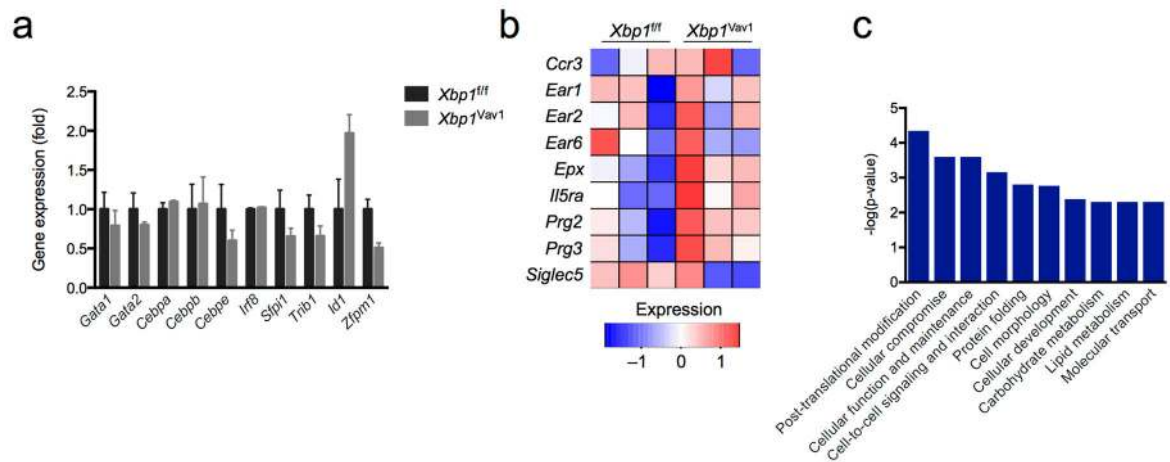 a
Gene expression (fold)
2.5
2.0
1.5
1.0
0.5
0.0
Gata1
Gata2
Cebpa
Cebpb
Cebpe
Irf8
Sfpi1
Trib1
Id1
Zfpm1
Xbp1f/f
Xbp1Vav1
b
Xbp1f/f Xbp1Vav1
Ccr3
Ear1
Ear2
Ear6
Epx
Il5ra
Prg2
Prg3
Siglec5
Expression
−1 0 1
c
-log(p-value)
5
4
3
2
1
0
Post-translational modification
Cellular compromise
Cellular function and maintenance
Cell-to-cell signaling and interaction
Protein folding
Cell morphology
Cellular development
Carbohydrate metabolism
Lipid metabolism
Molecular transport